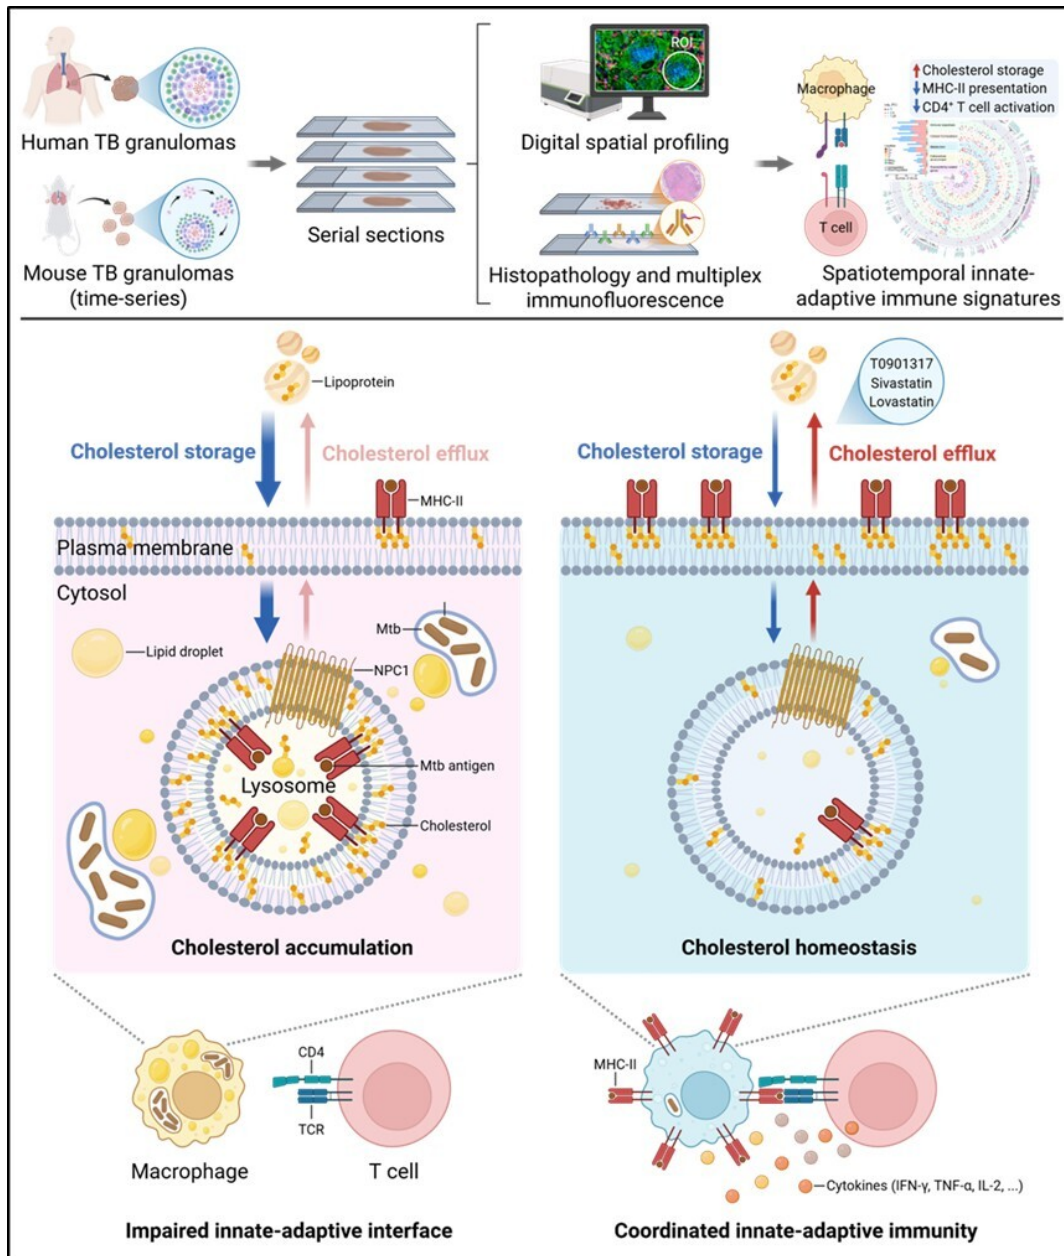 Human TB granulomas
Mouse TB granulomas
(time-series)
Serial sections
ROI
Digital spatial profiling
Histopathology and multiplex
immunofluorescence
Macrophage
T cell
Cholesterol storage
MHC-II presentation
CD4⁺ T cell activation
Spatiotemporal innate-
adaptive immune signatures
Lipoprotein
Cholesterol storage
Cholesterol efflux
MHC-II
Plasma membrane
Cytosol
Lipid droplet
Mtb
NPC1
Mtb antigen
Lysosome
Cholesterol
Cholesterol accumulation
T0901317
Sivastatin
Lovastatin
Cholesterol storage
Cholesterol efflux
Cholesterol homeostasis
CD4
TCR
Macrophage
T cell
Impaired innate-adaptive interface
MHC-II
Cytokines (IFN-γ, TNF-α, IL-2, ...)
Coordinated innate-adaptive immunity